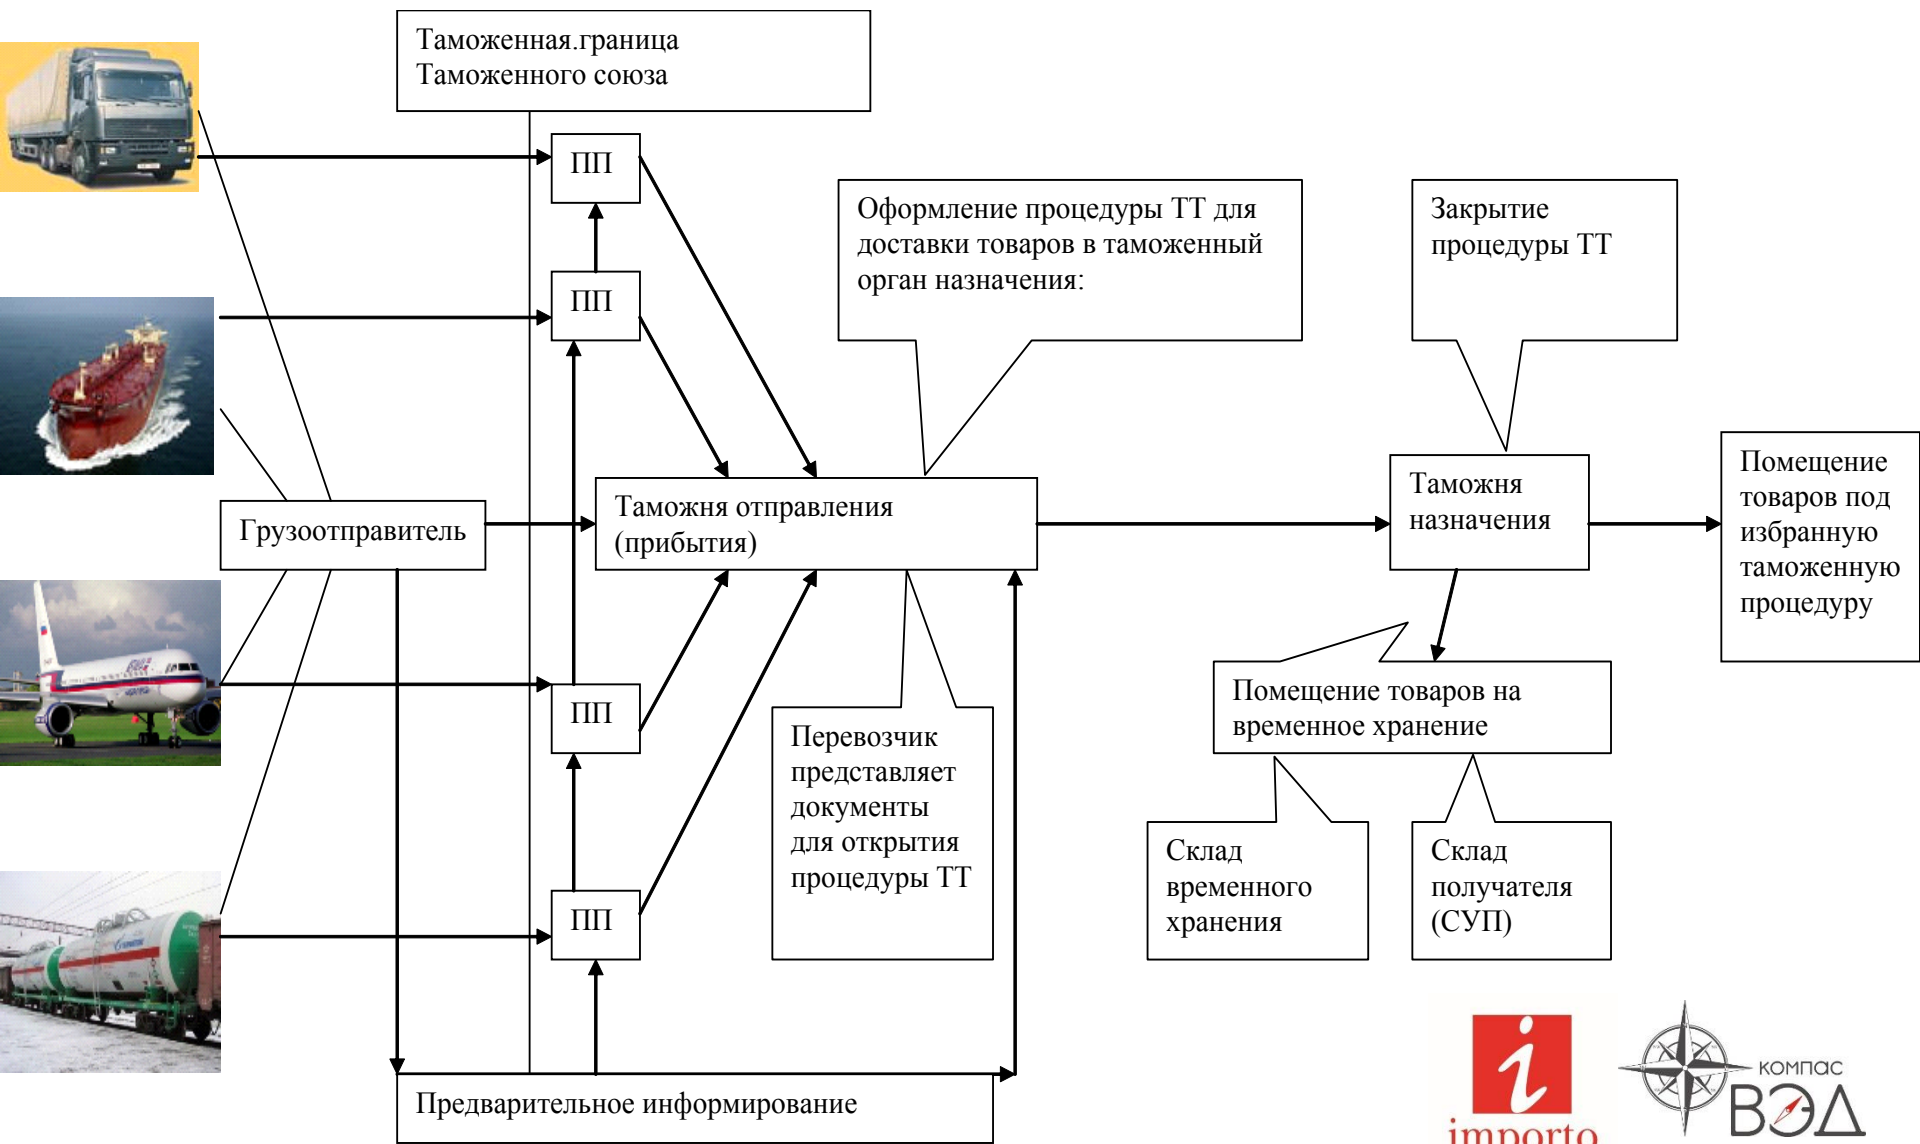 Таможенная.граница
Таможенного союза
ПП
ПП
Оформление процедуры ТТ для
доставки товаров в таможенный
орган назначения:
Закрытие
процедуры ТТ
Грузоотправитель
Таможня отправления
(прибытия)
Таможня
назначения
Помещение
товаров под
избранную
таможенную
процедуру
ПП
Перевозчик
представляет
документы
для открытия
процедуры ТТ
Помещение товаров на
временное хранение
ПП
Склад
временного
хранения
Склад
получателя
(СУП)
Предварительное информирование
i
importo
компас
ВЭД